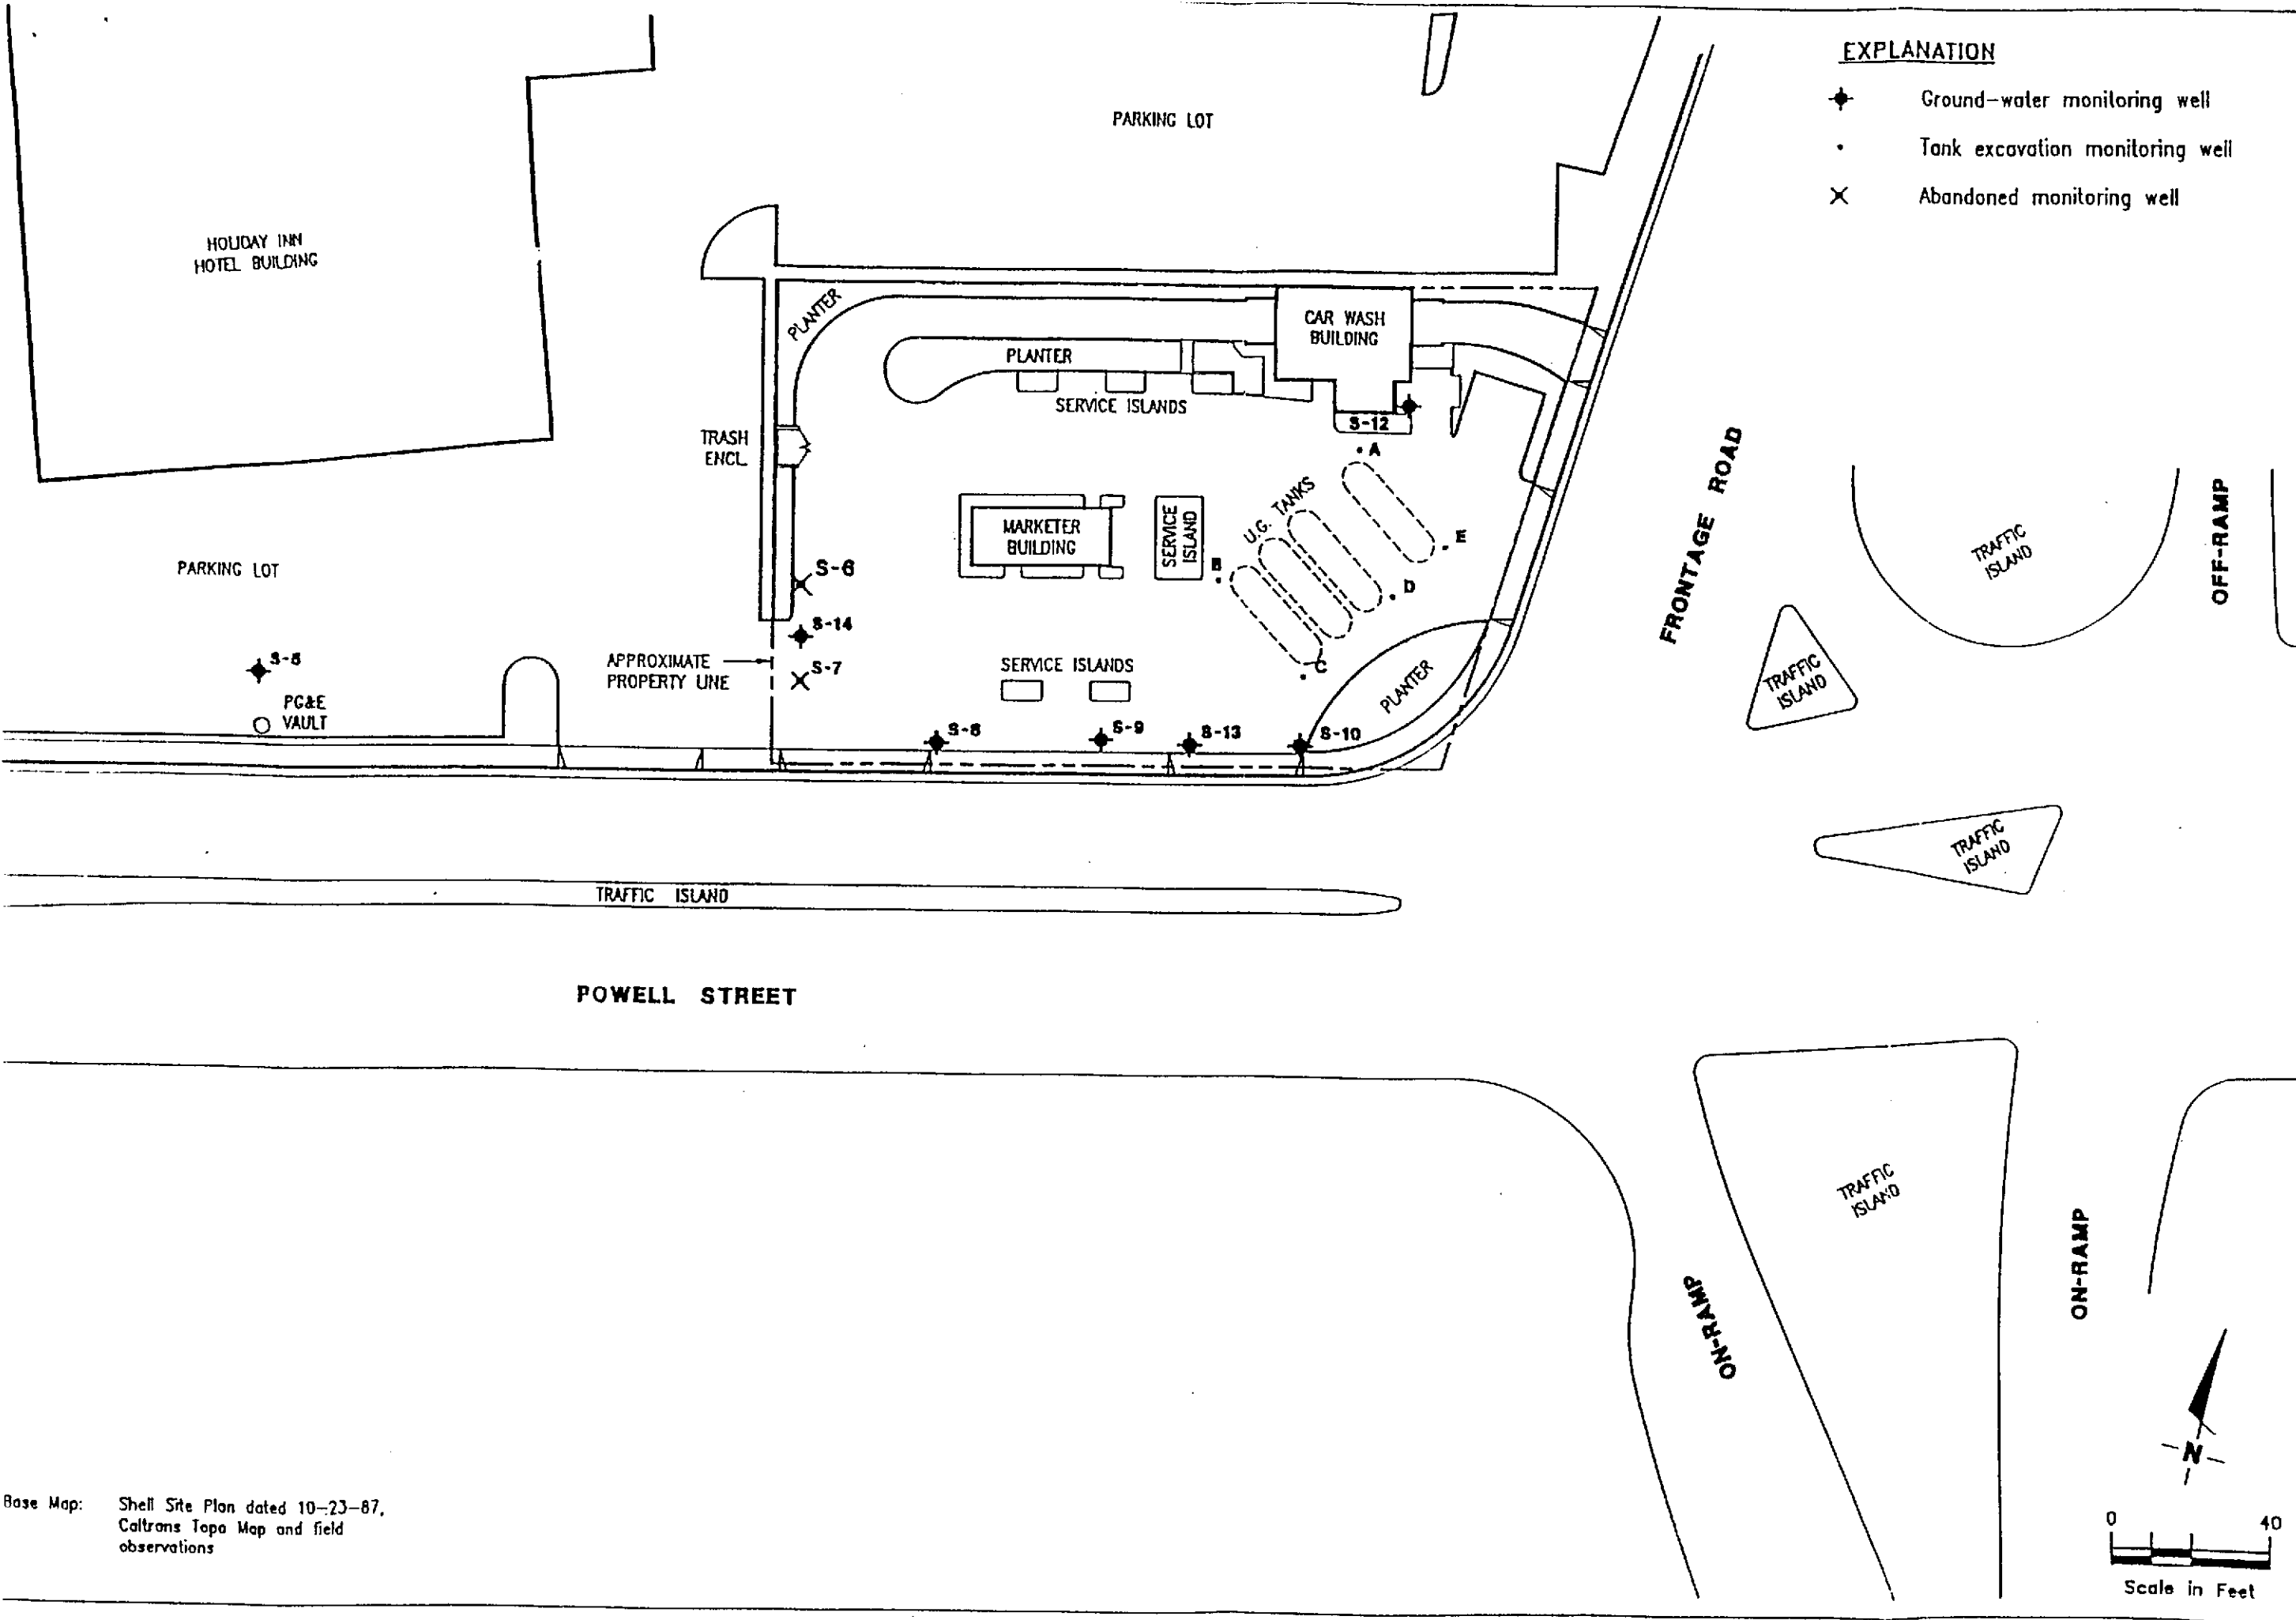 EXPLANATION
Ground-water monitoring well
Tank excavation monitoring well
Abandoned monitoring well
PARKING LOT
HOLIDAY INN
HOTEL BUILDING
PLANTER
CAR WASH
BUILDING
PLANTER
SERVICE ISLANDS
S-12
TRASH
ENCL.
A
U.G. TANKS
MARKETER
BUILDING
SERVICE
ISLAND
B
E
D
C
FRONTAGE ROAD
TRAFFIC
ISLAND
OFF-RAMP
PARKING LOT
S-6
S-14
S-5
APPROXIMATE
PROPERTY LINE
S-7
SERVICE ISLANDS
PLANTER
TRAFFIC
ISLAND
PG&E
VAULT
S-8
S-9
S-13
S-10
TRAFFIC
ISLAND
TRAFFIC ISLAND
POWELL STREET
TRAFFIC
ISLAND
ON-RAMP
ON-RAMP
N
Base Map: Shell Site Plan dated 10-23-87,
Caltrans Topo Map and field
observations
0 40
Scale in Feet